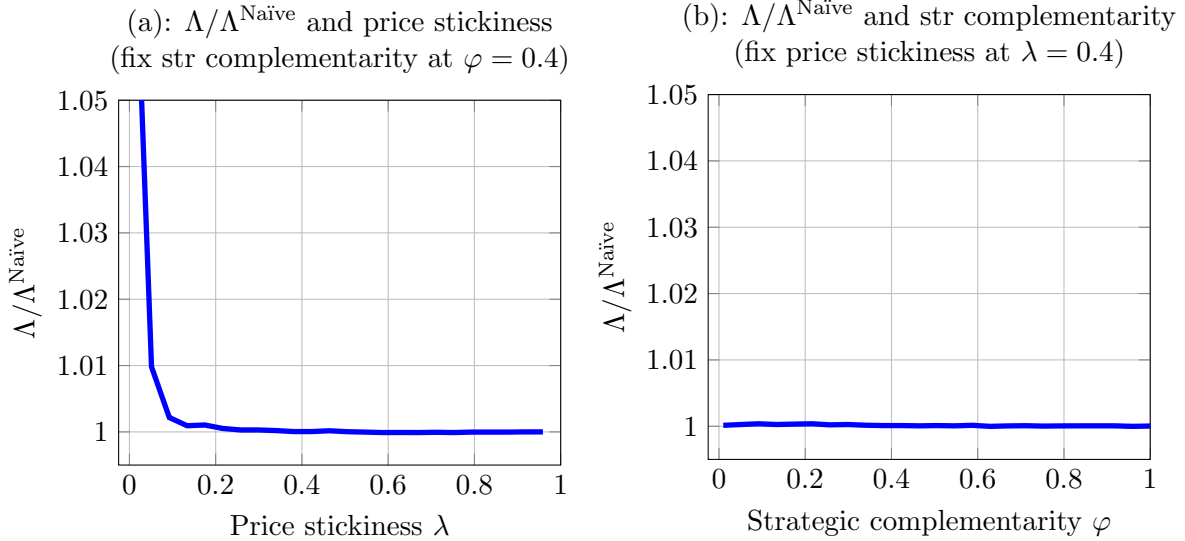 (a): Λ/Λ^Naïve and price stickiness
(fix str complementarity at φ = 0.4)
1.05
1.04
1.03
1.02
1.01
1
Λ/Λ^Naïve
0 0.2 0.4 0.6 0.8 1
Price stickiness λ
(b): Λ/Λ^Naïve and str complementarity
(fix price stickiness at λ = 0.4)
1.05
1.04
1.03
1.02
1.01
1
Λ/Λ^Naïve
0 0.2 0.4 0.6 0.8 1
Strategic complementarity φ